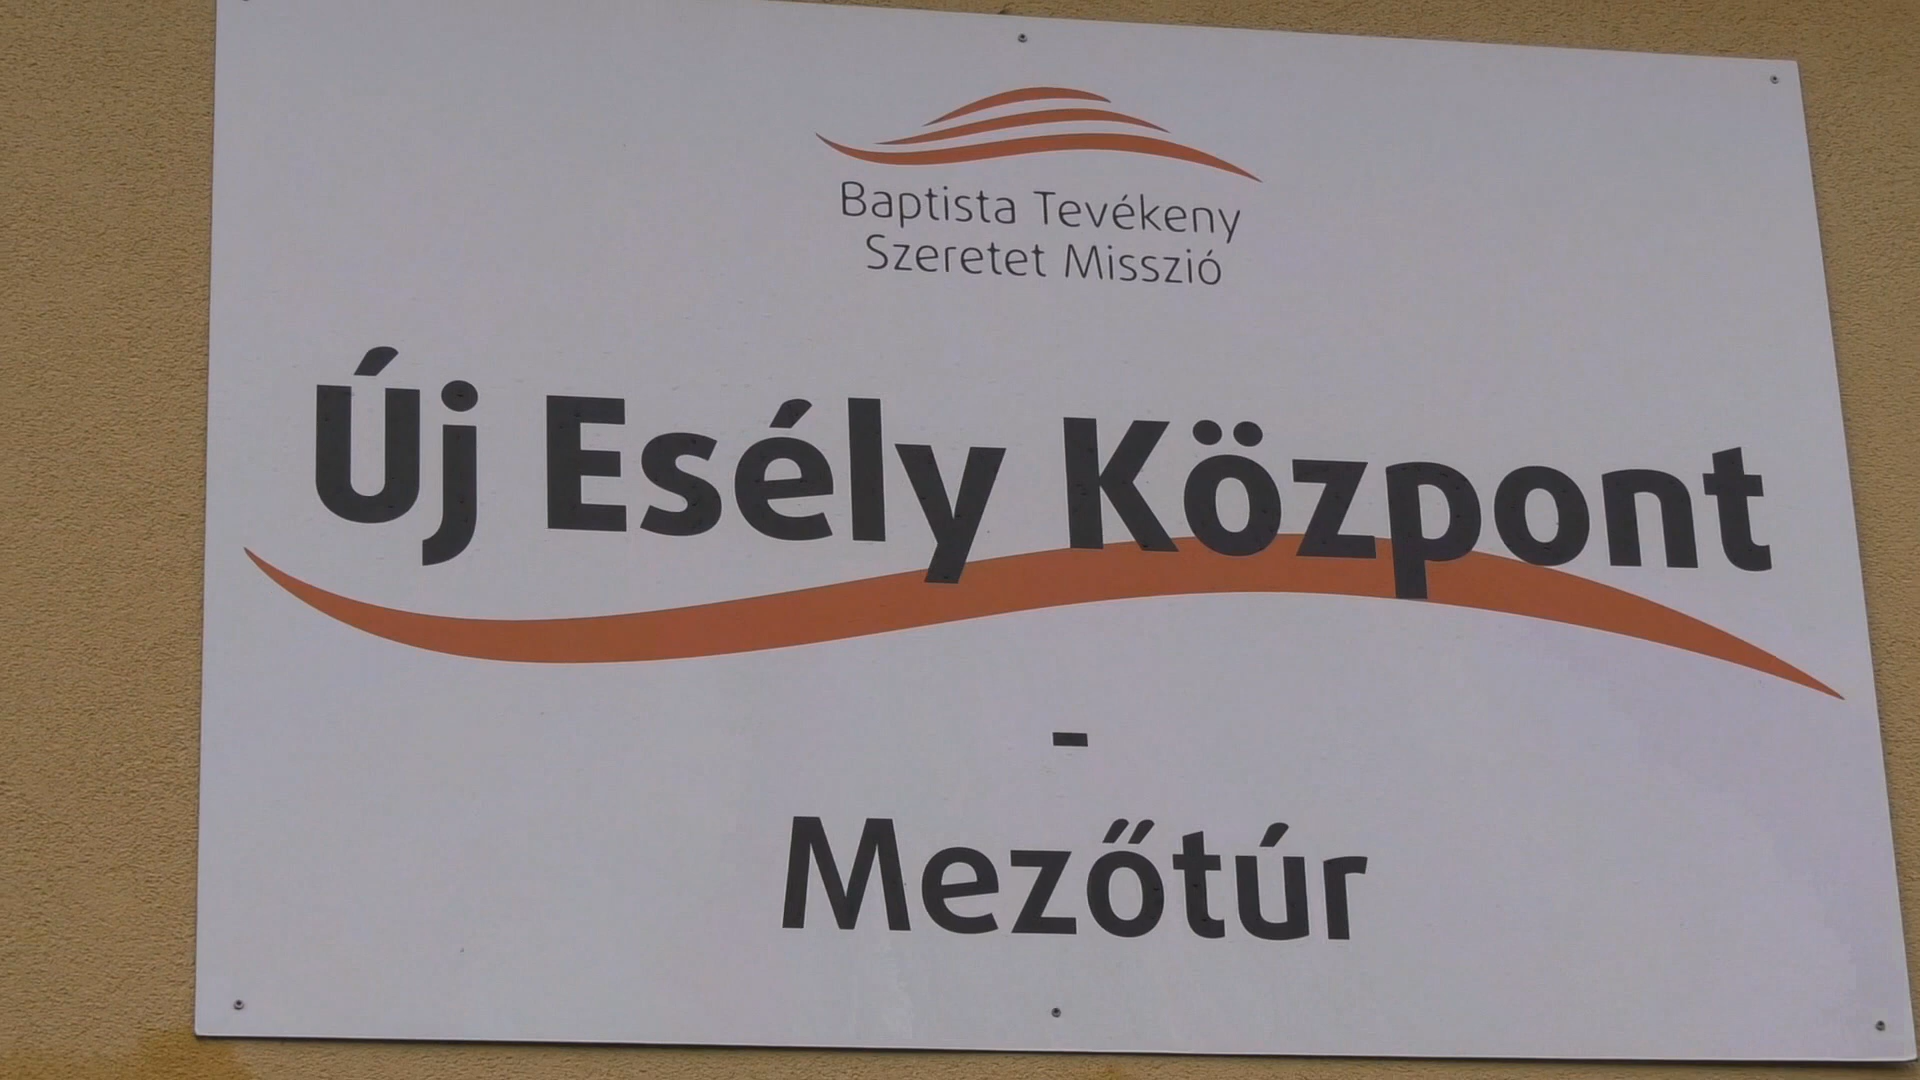 Baptista Tevékeny
Szeretet Misszió
Új Esély Központ
-
Mezőtúr